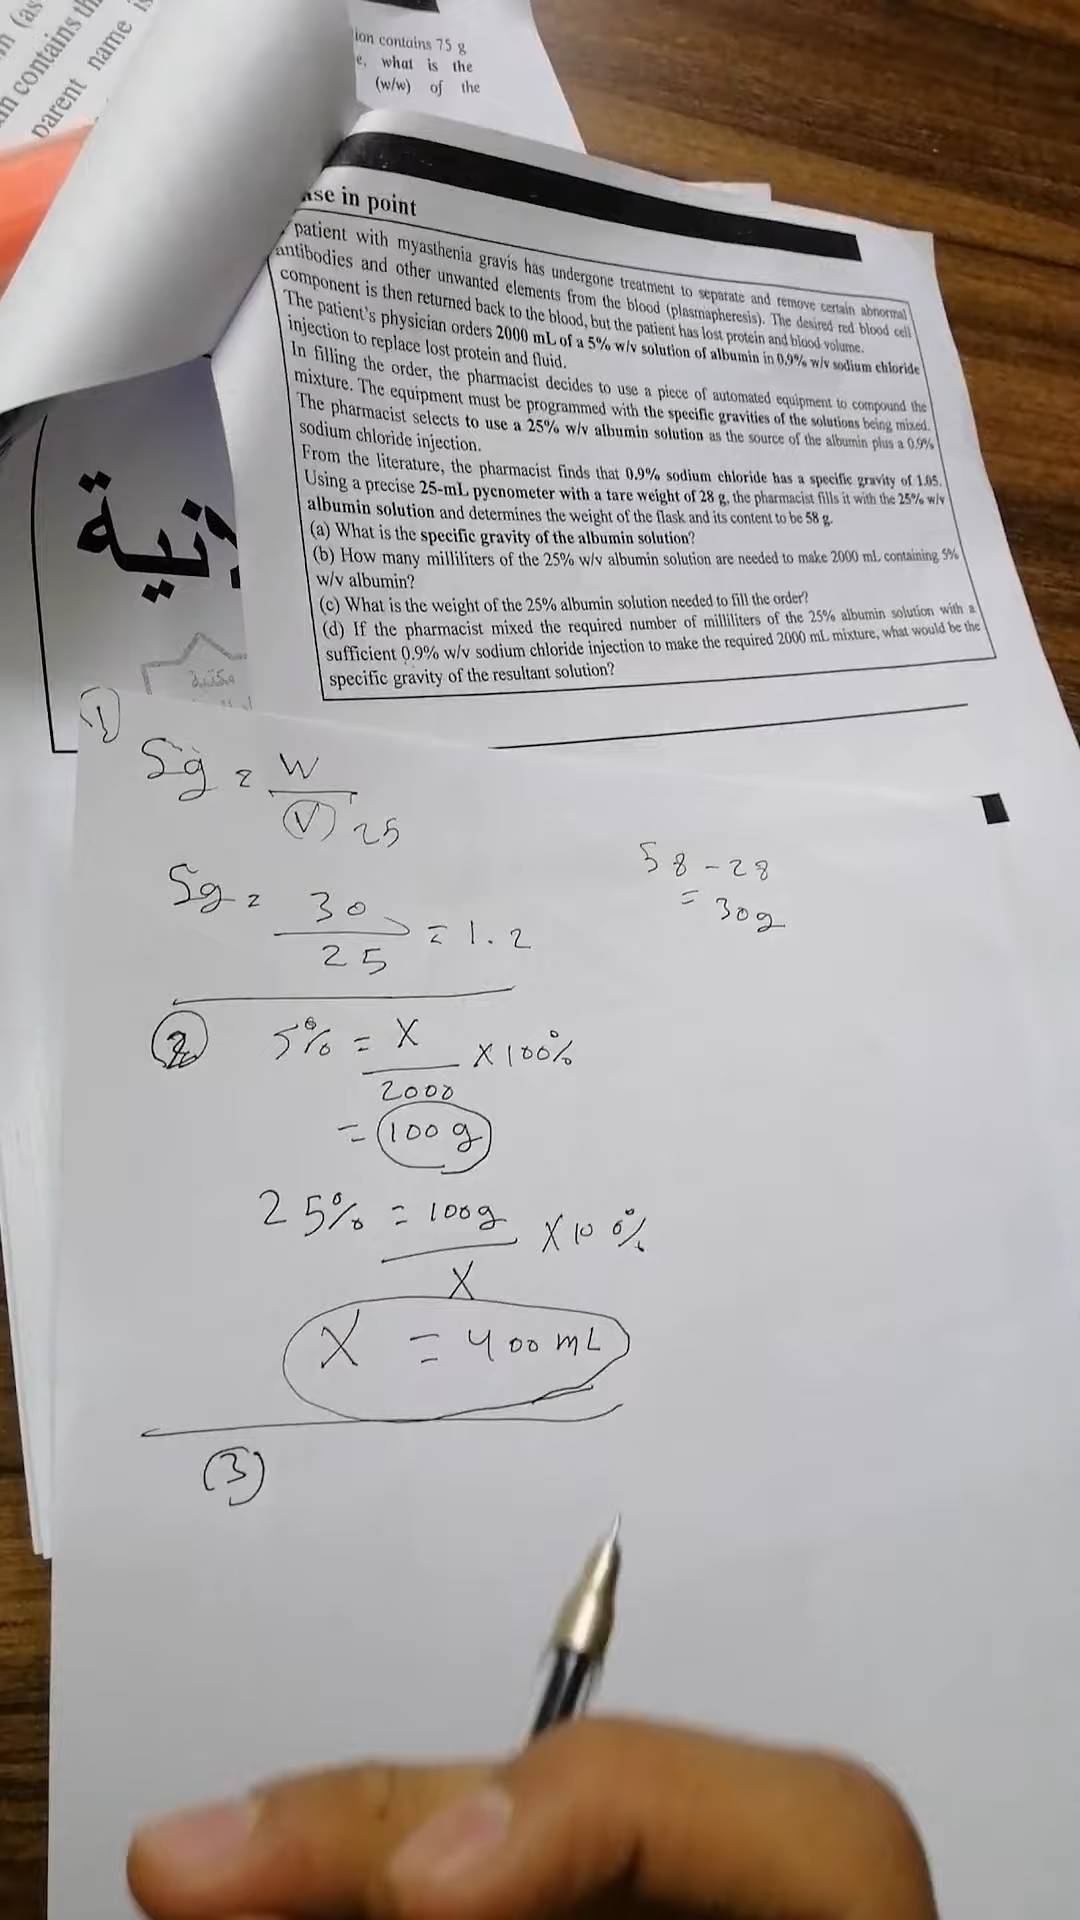 n (as
n contains th
parent name is
ion contains 75 g
e, what is the
(w/w) of the
ase in point
patient with myasthenia gravis has undergone treatment to separate and remove certain abnormal
antibodies and other unwanted elements from the blood (plasmapheresis). The desired red blood cell
component is then returned back to the blood, but the patient has lost protein and blood volume.
The patient's physician orders 2000 mL of a 5% w/v solution of albumin in 0.9% w/v sodium chloride
injection to replace lost protein and fluid.
In filling the order, the pharmacist decides to use a piece of automated equipment to compound the
mixture. The equipment must be programmed with the specific gravities of the solutions being mixed.
The pharmacist selects to use a 25% w/v albumin solution as the source of the albumin plus a 0.9%
sodium chloride injection.
From the literature, the pharmacist finds that 0.9% sodium chloride has a specific gravity of 1.05.
Using a precise 25-mL pycnometer with a tare weight of 28 g, the pharmacist fills it with the 25% w/v
albumin solution and determines the weight of the flask and its content to be 58 g.
(a) What is the specific gravity of the albumin solution?
(b) How many milliliters of the 25% w/v albumin solution are needed to make 2000 mL containing 5%
w/v albumin?
(c) What is the weight of the 25% albumin solution needed to fill the order?
(d) If the pharmacist mixed the required number of milliliters of the 25% albumin solution with a
sufficient 0.9% w/v sodium chloride injection to make the required 2000 mL mixture, what would be the
specific gravity of the resultant solution?
مكتبة
1
Sg = W
V 25
58 - 28
= 30g
Sg = 30
25
= 1.2
2
5% = X
2000
x 100%
= 100 g
25% = 100g
X
x 100%
X = 400 mL
(3)